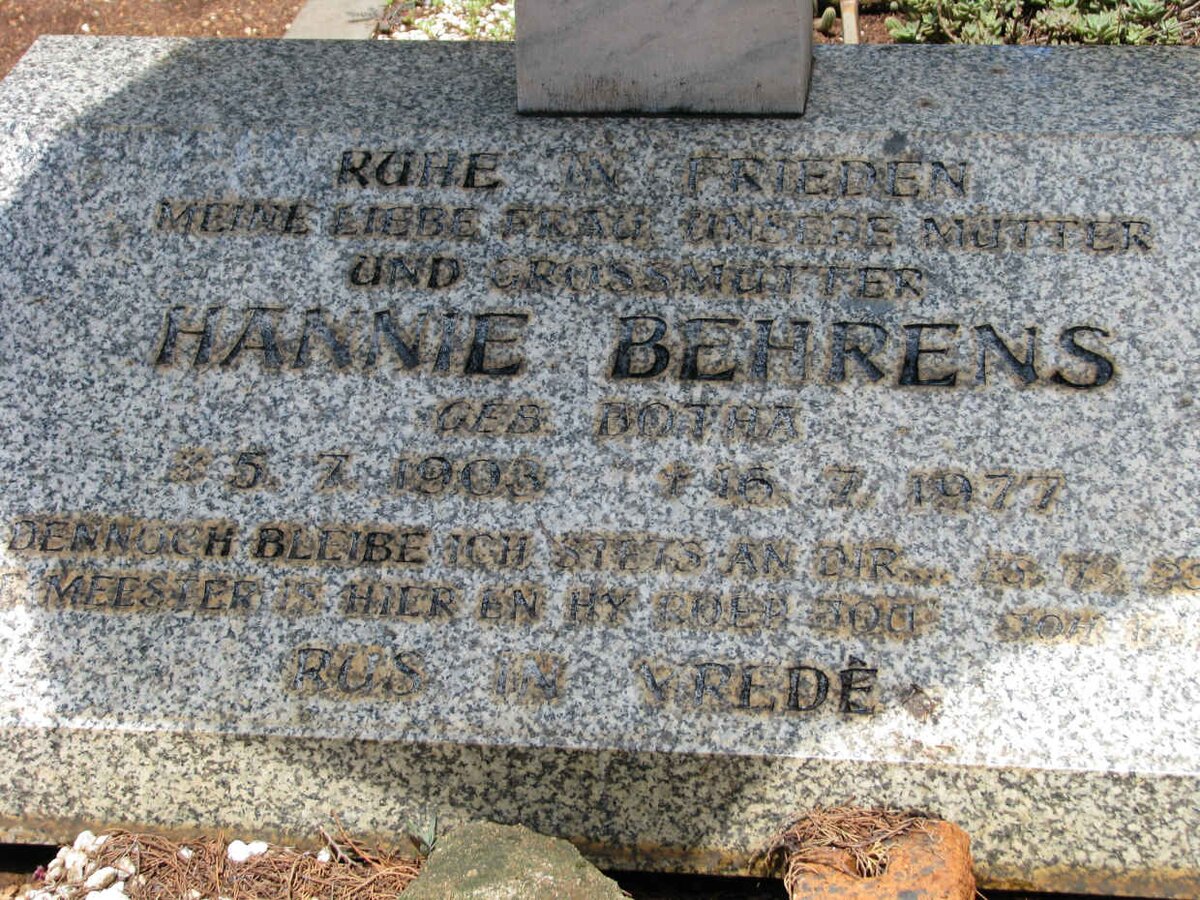 RUHE IN FRIEDEN
MEINE LIEBE FRAU, UNSERE MUTTER
UND GROSSMUTTER
HANNIE BEHRENS
GEB. BOTHA
* 5. 7. 1908 † 16. 7. 1977
DENNOCH BLEIBE ICH STETS AN DIR...
MEESTER IS HIER EN HY ROEP JOU" JOH.
RUS IN VREDE